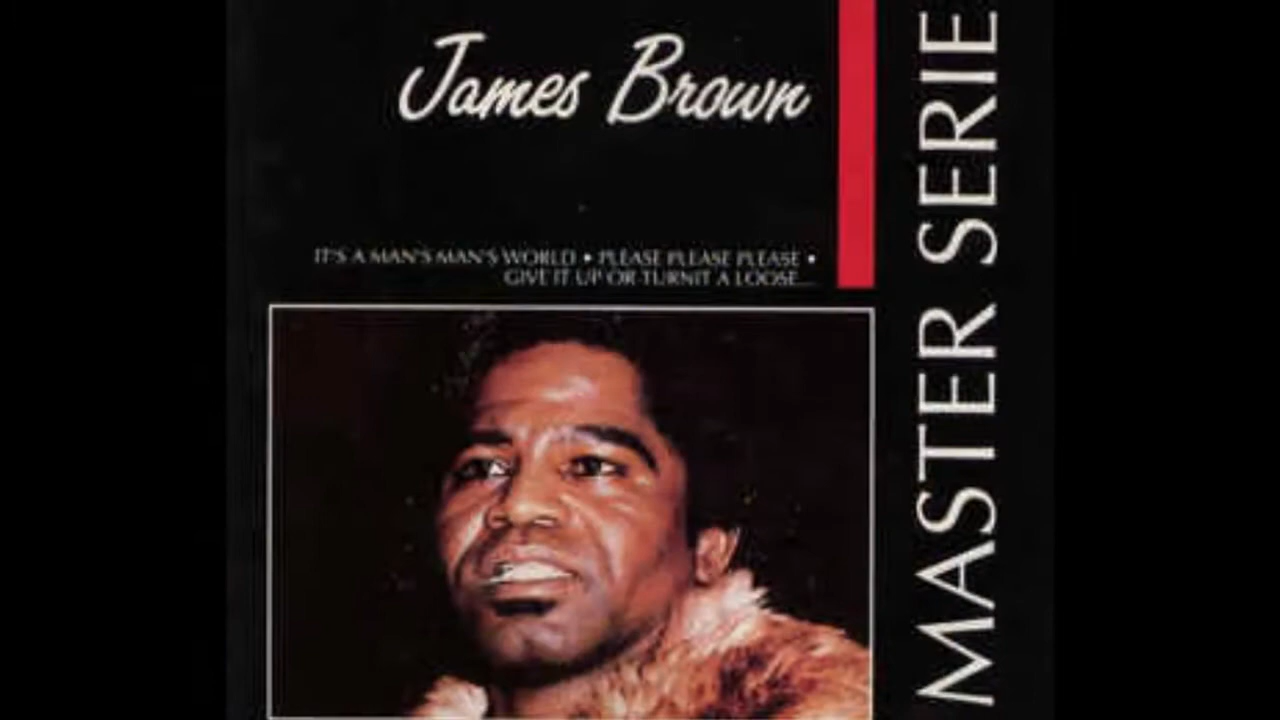 James Brown
IT'S A MAN'S MAN'S WORLD • PLEASE PLEASE PLEASE •
GIVE IT UP OR TURNIT A LOOSE...
MASTER SERIE